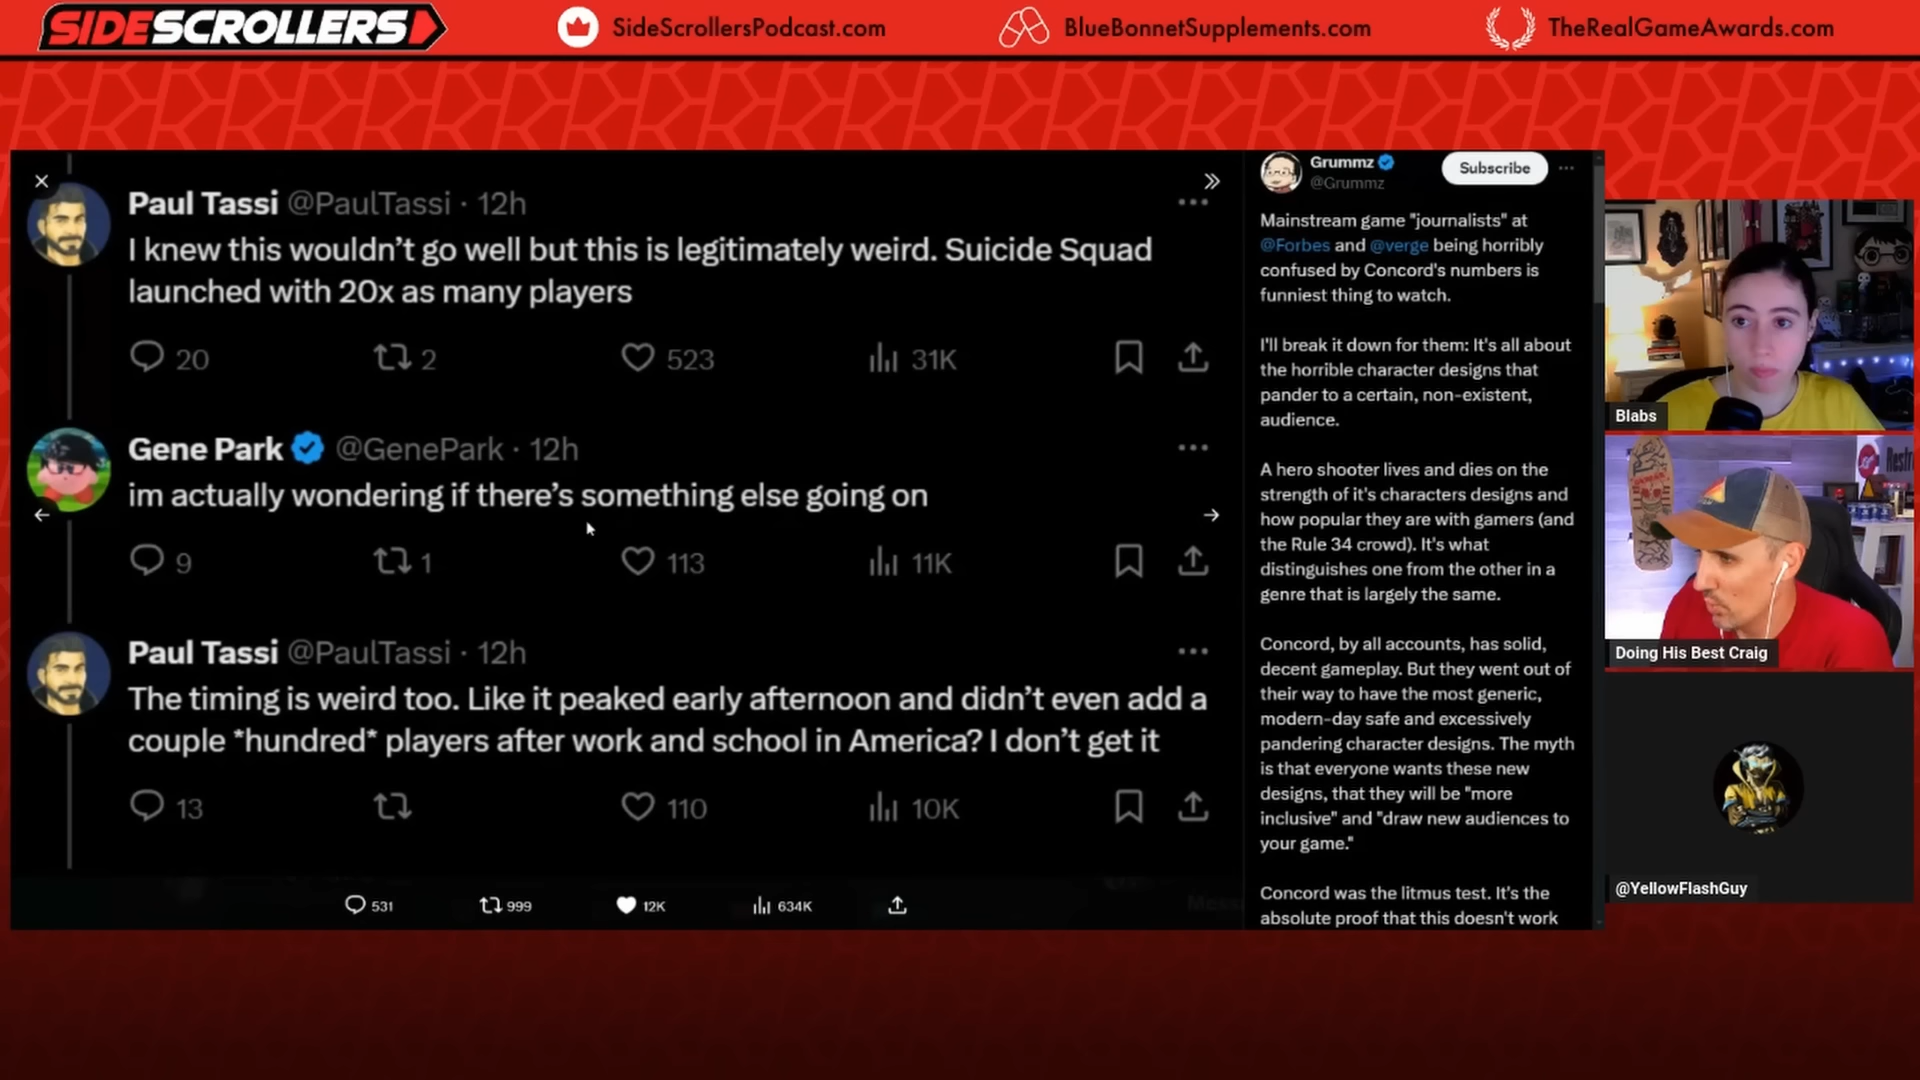 SIDESCROLLERS
SideScrollersPodcast.com
BlueBonnetSupplements.com
TheRealGameAwards.com
Paul Tassi @PaulTassi · 12h
I knew this wouldn't go well but this is legitimately weird. Suicide Squad
launched with 20x as many players
20 2 523 31K
Gene Park @GenePark · 12h
im actually wondering if there's something else going on
9 1 113 11K
Paul Tassi @PaulTassi · 12h
The timing is weird too. Like it peaked early afternoon and didn't even add a
couple *hundred* players after work and school in America? I don't get it
13 110 10K
531 999 12K 634K
Grummz
@Grummz
Subscribe
Mainstream game "journalists" at
@Forbes and @verge being horribly
confused by Concord's numbers is
funniest thing to watch.
I'll break it down for them: It's all about
the horrible character designs that
pander to a certain, non-existent,
audience.
A hero shooter lives and dies on the
strength of it's characters designs and
how popular they are with gamers (and
the Rule 34 crowd). It's what
distinguishes one from the other in a
genre that is largely the same.
Concord, by all accounts, has solid,
decent gameplay. But they went out of
their way to have the most generic,
modern-day safe and excessively
pandering character designs. The myth
is that everyone wants these new
designs, that they will be "more
inclusive" and "draw new audiences to
your game."
Concord was the litmus test. It's the
absolute proof that this doesn't work
Blabs
Doing His Best Craig
@YellowFlashGuy